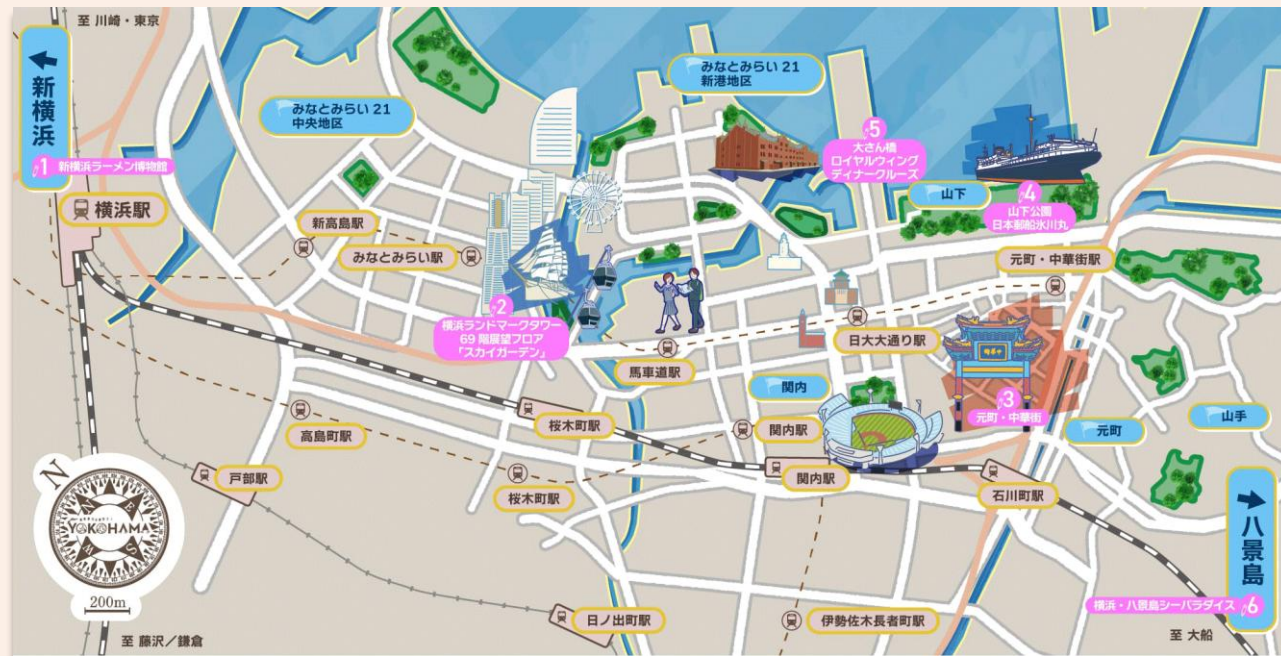 至 川崎・東京
新横浜
1 新横浜ラーメン博物館
横浜駅
みなとみらい 21
中央地区
みなとみらい 21
新港地区
5
大さん橋
ロイヤルウィング
ディナークルーズ
山下
4
山下公園
日本郵船氷川丸
新高島駅
みなとみらい駅
元町・中華街駅
2
横浜ランドマークタワー
69 階展望フロア
「スカイガーデン」
馬車道駅
日大大通り駅
関内
3
元町・中華街
元町
山手
高島町駅
桜木町駅
関内駅
戸部駅
桜木町駅
関内駅
石川町駅
八景島
N
N E
YOKOHAMA
W S
200m
横浜・八景島シーパラダイス 6
日ノ出町駅
伊勢佐木長者町駅
至 藤沢／鎌倉
至 大船